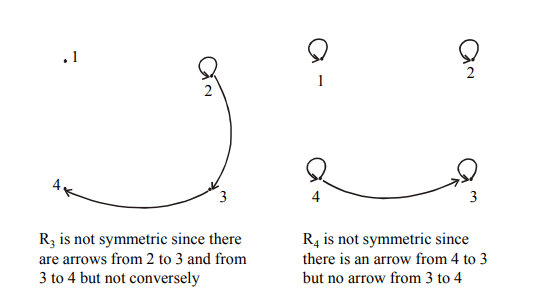 . 1
2
3
4
R₃ is not symmetric since there
are arrows from 2 to 3 and from
3 to 4 but not conversely
1
2
4
3
R₄ is not symmetric since
there is an arrow from 4 to 3
but no arrow from 3 to 4